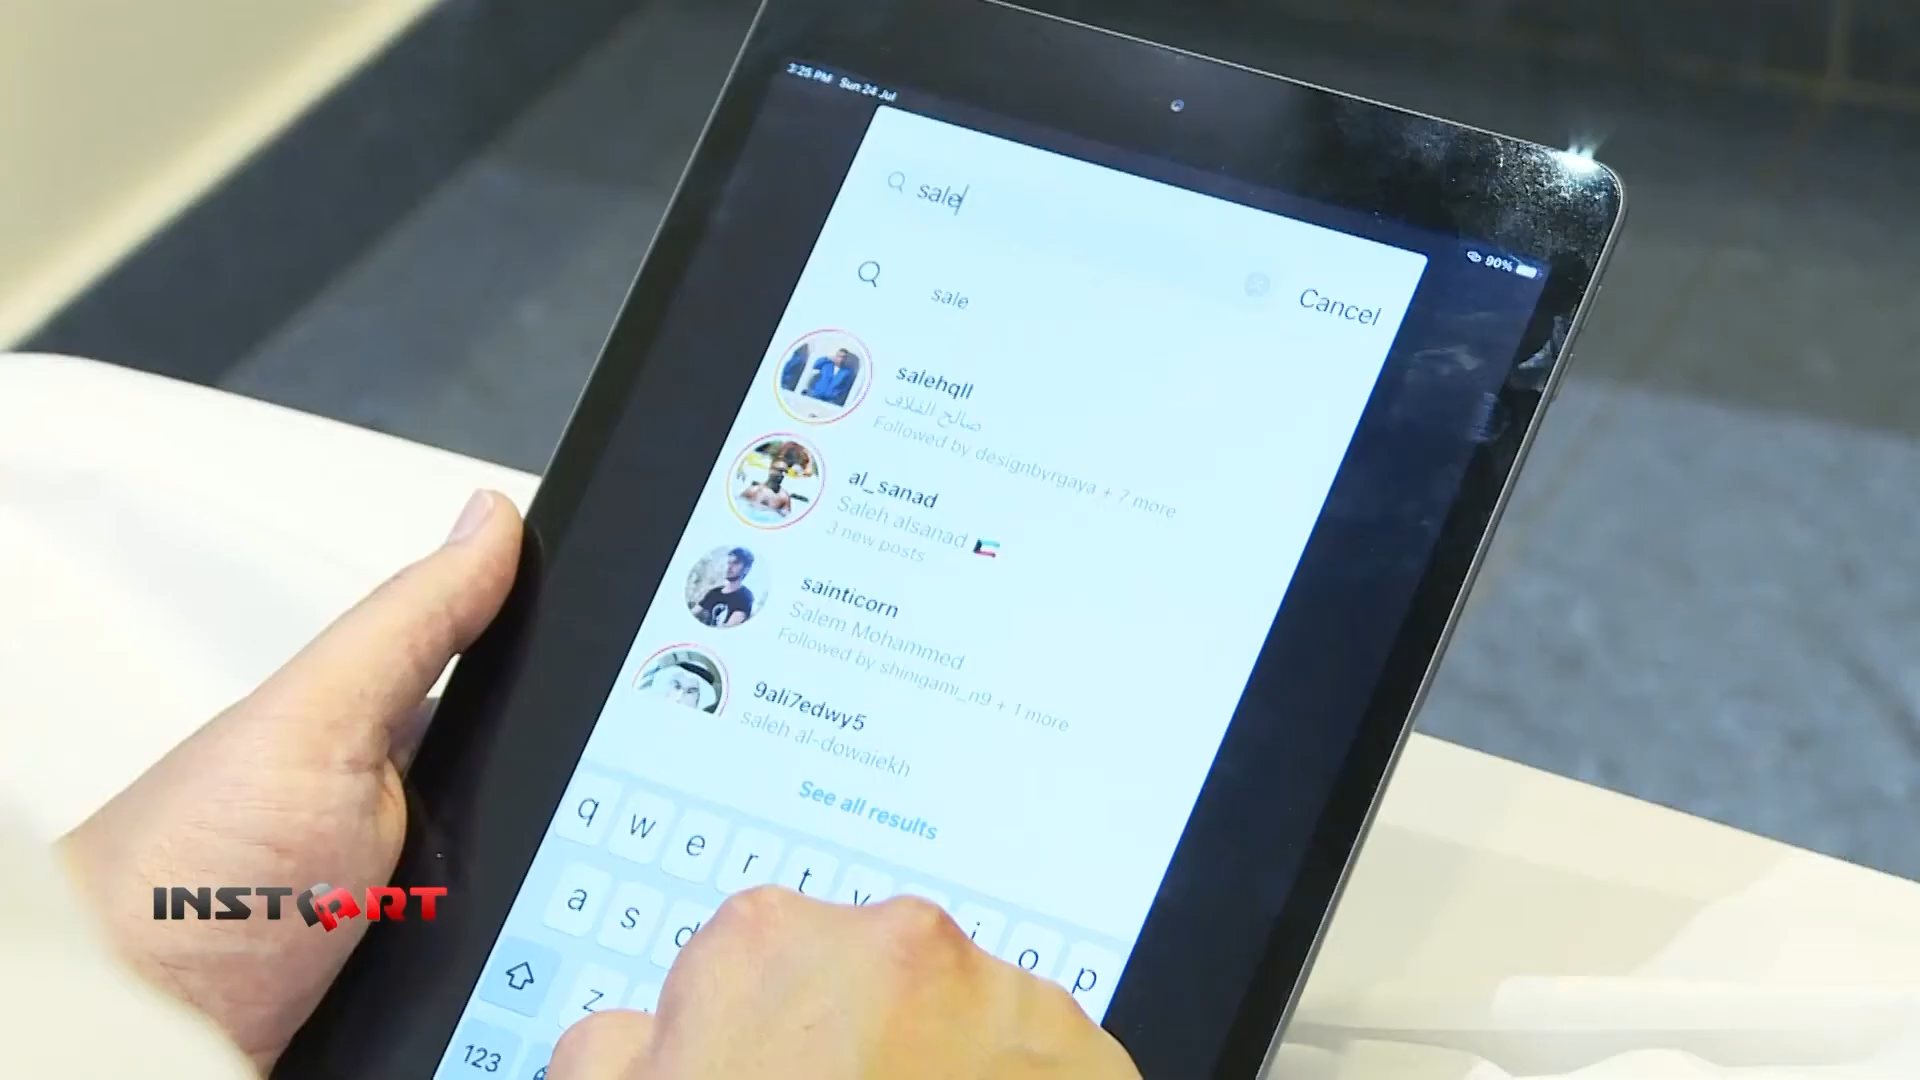 3:25 PM Sun 24 Jul
90%
sale
Cancel
sale
salehqll
صالح القلاف
Followed by designbyrgaya + 7 more
al_sanad
Saleh alsanad
3 new posts
sainticorn
Salem Mohammed
Followed by shinigami_n9 + 1 more
9ali7edwy5
saleh al-dowaiekh
See all results
q w e r t y i o p
a s d
z
123
INSTART